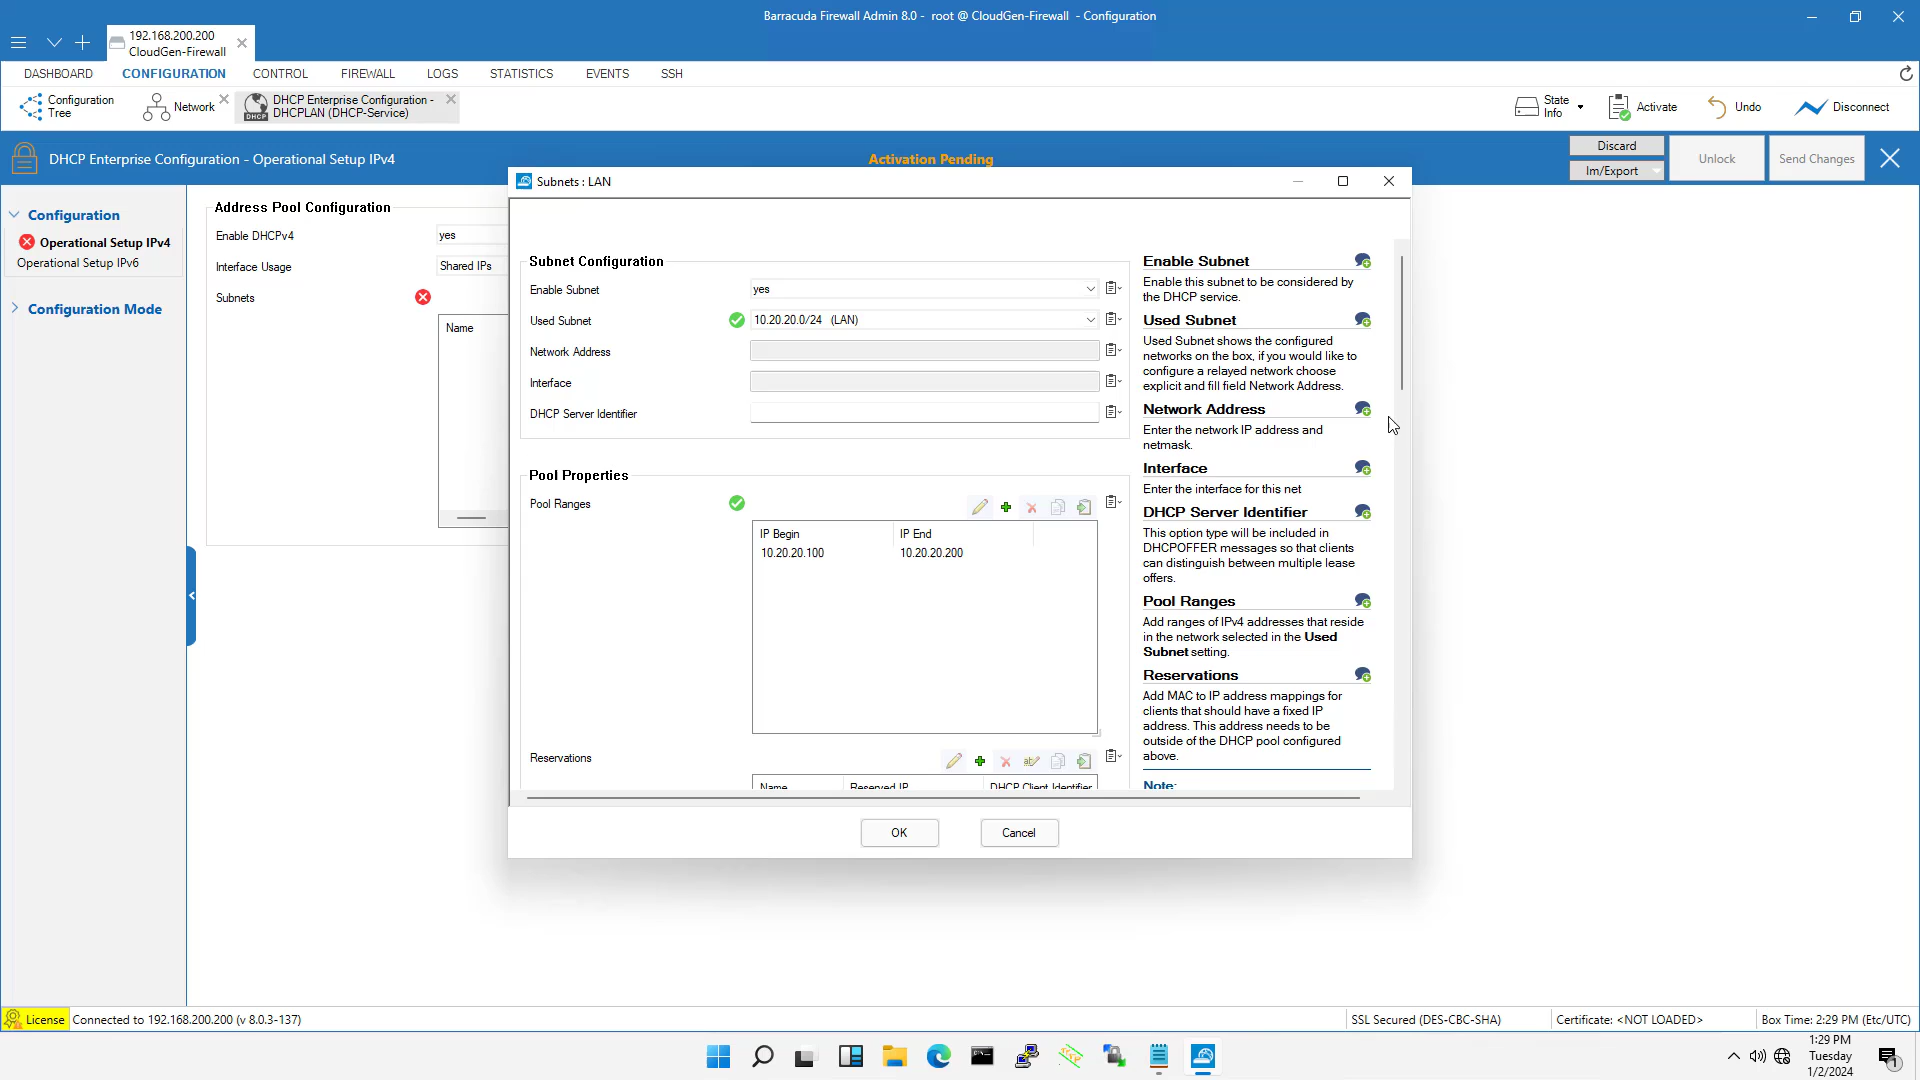 Barracuda Firewall Admin 8.0 -  root @ CloudGen-Firewall  - Configuration
192.168.200.200
CloudGen-Firewall
DASHBOARD
CONFIGURATION
CONTROL
FIREWALL
LOGS
STATISTICS
EVENTS
SSH
Configuration
Tree
Network
DHCP
DHCP Enterprise Configuration -
DHCPLAN (DHCP-Service)
State
Info
Activate
Undo
Disconnect
DHCP Enterprise Configuration - Operational Setup IPv4
Activation Pending
Discard
Im/Export
Unlock
Send Changes
Configuration
Operational Setup IPv4
Operational Setup IPv6
Configuration Mode
Address Pool Configuration
Enable DHCPv4
yes
Interface Usage
Shared IPs
Subnets
Name
Subnets : LAN
Subnet Configuration
Enable Subnet
yes
Used Subnet
10.20.20.0/24   (LAN)
Network Address
Interface
DHCP Server Identifier
Pool Properties
Pool Ranges
IP Begin
IP End
10.20.20.100
10.20.20.200
Reservations
Name
Reserved IP
DHCP Client Identifier
Enable Subnet
Enable this subnet to be considered by
the DHCP service.
Used Subnet
Used Subnet shows the configured
networks on the box, if you would like to
configure a relayed network choose
explicit and fill field Network Address.
Network Address
Enter the network IP address and
netmask.
Interface
Enter the interface for this net
DHCP Server Identifier
This option type will be included in
DHCPOFFER messages so that clients
can distinguish between multiple lease
offers.
Pool Ranges
Add ranges of IPv4 addresses that reside
in the network selected in the Used
Subnet setting.
Reservations
Add MAC to IP address mappings for
clients that should have a fixed IP
address. This address needs to be
outside of the DHCP pool configured
above.
Note:
OK
Cancel
License
Connected to 192.168.200.200 (v 8.0.3-137)
SSL Secured (DES-CBC-SHA)
Certificate: <NOT LOADED>
Box Time: 2:29 PM (Etc/UTC)
1:29 PM
Tuesday
1/2/2024
1